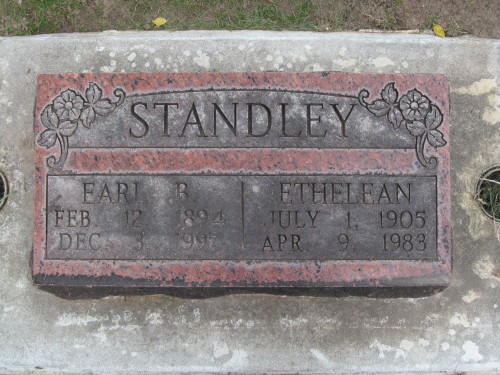 STANDLEY
EARL B. ETHELEAN
FEB. 12 1894 JULY 1, 1905
DEC. 3, APR 9, 1983